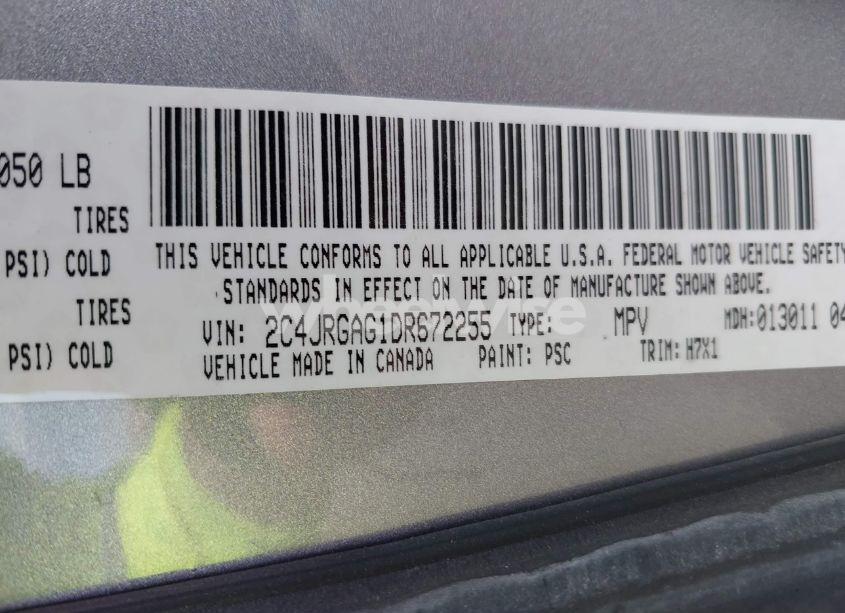 050 LB
TIRES
PSI) COLD
TIRES
PSI) COLD
THIS VEHICLE CONFORMS TO ALL APPLICABLE U.S.A. FEDERAL MOTOR VEHICLE SAFETY
STANDARDS IN EFFECT ON THE DATE OF MANUFACTURE SHOWN ABOVE.
VIN: 2C4JRGAG1DR672255 TYPE: MPV MDH:013011 04
VEHICLE MADE IN CANADA PAINT: PSC TRIM: H7X1